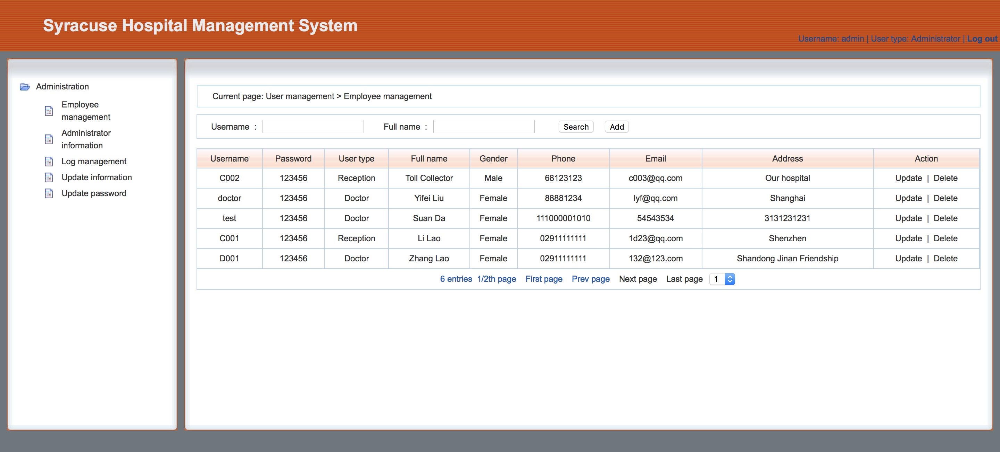 Syracuse Hospital Management System
Username: admin | User type: Administrator | Log out
Administration
Employee
management
Administrator
information
Log management
Update information
Update password
Current page: User management > Employee management
Username : Full name : Search Add
Username Password User type Full name Gender Phone Email Address Action
C002 123456 Reception Toll Collector Male 68123123 c003@qq.com Our hospital Update | Delete
doctor 123456 Doctor Yifei Liu Female 88881234 lyf@qq.com Shanghai Update | Delete
test 123456 Doctor Suan Da Female 111000001010 54543534 3131231231 Update | Delete
C001 123456 Reception Li Lao Female 02911111111 1d23@qq.com Shenzhen Update | Delete
D001 123456 Doctor Zhang Lao Female 02911111111 132@123.com Shandong Jinan Friendship Update | Delete
6 entries 1/2th page First page Prev page Next page Last page 1